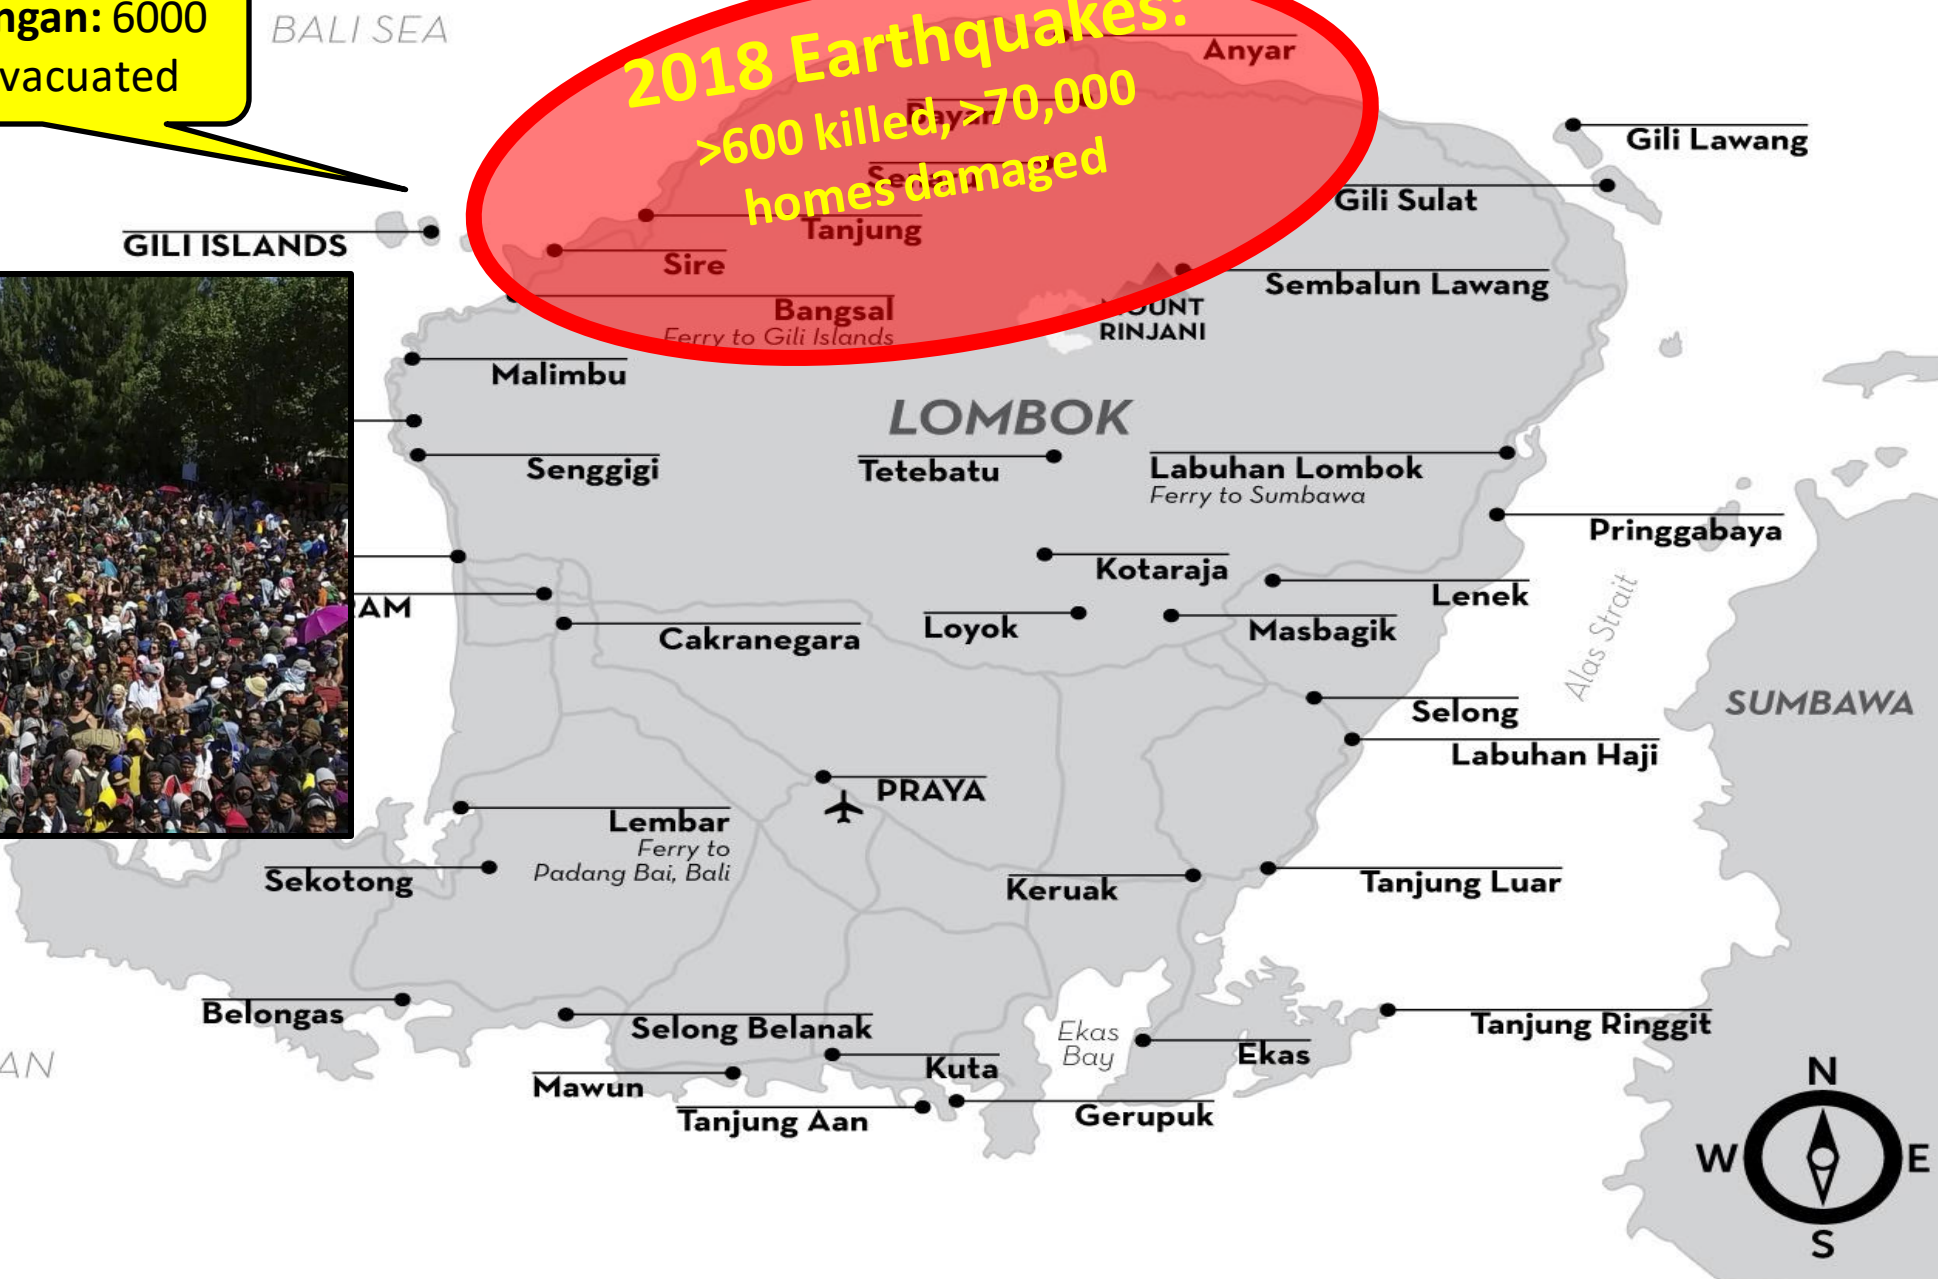 ngan: 6000
vacuated
BALI SEA
2018 Earthquakes:
>600 killed, >70,000
homes damaged
Anyar
Bayan
Gili Lawang
Gili Sulat
Tanjung
GILI ISLANDS
Sire
Sembalun Lawang
Bangsal
Ferry to Gili Islands
MOUNT
RINJANI
Malimbu
LOMBOK
Senggigi
Tetebatu
Labuhan Lombok
Ferry to Sumbawa
Pringgabaya
Kotaraja
Lenek
AM
Cakranegara
Loyok
Masbagik
Alas Strait
Selong
SUMBAWA
Labuhan Haji
PRAYA
Lembar
Ferry to
Padang Bai, Bali
Sekotong
Keruak
Tanjung Luar
Belongas
Selong Belanak
Ekas
Bay
Ekas
Tanjung Ringgit
AN
Kuta
Mawun
Tanjung Aan
Gerupuk
N
W
E
S